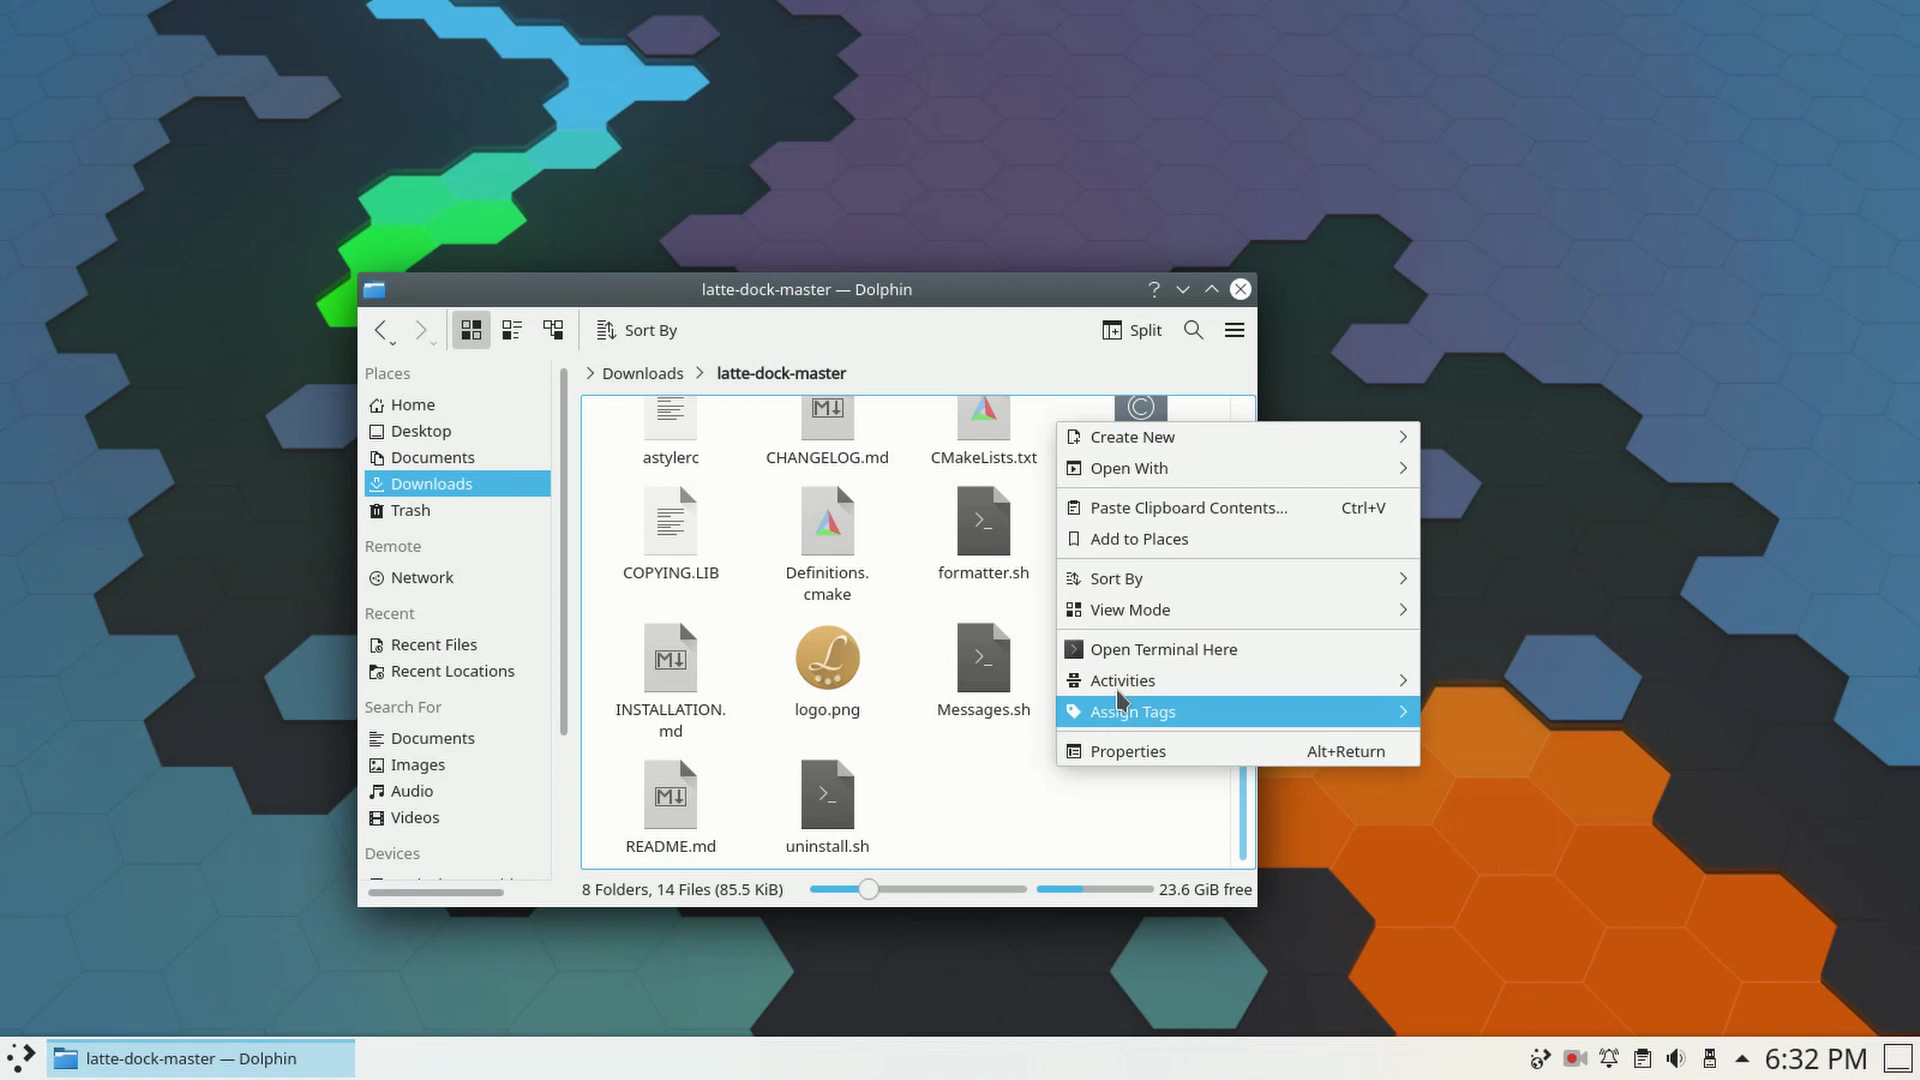 latte-dock-master — Dolphin
Sort By
Split
Places
Downloads
latte-dock-master
Home
Desktop
Documents
Downloads
Trash
Remote
Network
Recent
Recent Files
Recent Locations
Search For
Documents
Images
Audio
Videos
Devices
astylerc
CHANGELOG.md
CMakeLists.txt
COPYING.LIB
Definitions.
cmake
formatter.sh
INSTALLATION.
md
logo.png
Messages.sh
README.md
uninstall.sh
Create New
Open With
Paste Clipboard Contents... Ctrl+V
Add to Places
Sort By
View Mode
Open Terminal Here
Activities
Assign Tags
Properties Alt+Return
8 Folders, 14 Files (85.5 KiB)
23.6 GiB free
latte-dock-master — Dolphin
6:32 PM